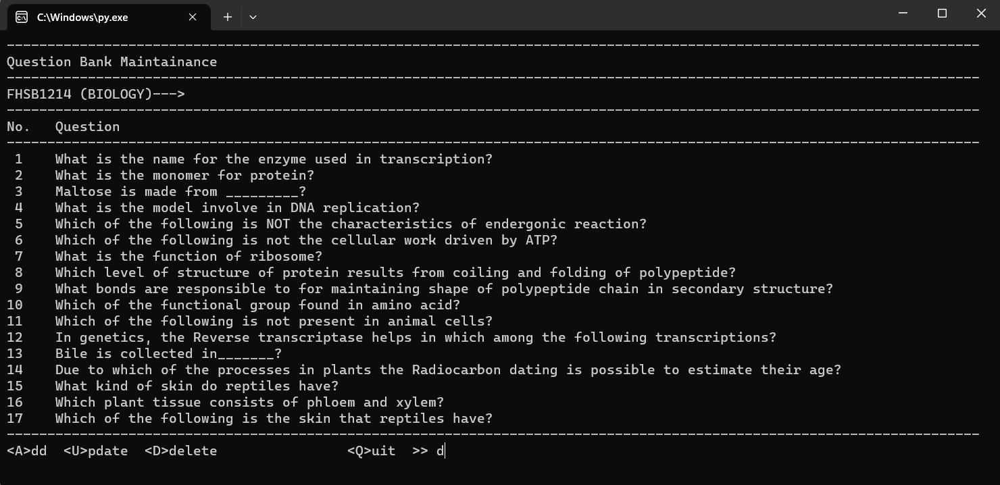 C:\Windows\py.exe
------------------------------------------------------------------------------------------------------------------------
Question Bank Maintainance
------------------------------------------------------------------------------------------------------------------------
FHSB1214 (BIOLOGY)--->
------------------------------------------------------------------------------------------------------------------------
No.   Question
------------------------------------------------------------------------------------------------------------------------
 1    What is the name for the enzyme used in transcription?
 2    What is the monomer for protein?
 3    Maltose is made from _________?
 4    What is the model involve in DNA replication?
 5    Which of the following is NOT the characteristics of endergonic reaction?
 6    Which of the following is not the cellular work driven by ATP?
 7    What is the function of ribosome?
 8    Which level of structure of protein results from coiling and folding of polypeptide?
 9    What bonds are responsible to for maintaining shape of polypeptide chain in secondary structure?
10    Which of the functional group found in amino acid?
11    Which of the following is not present in animal cells?
12    In genetics, the Reverse transcriptase helps in which among the following transcriptions?
13    Bile is collected in_______?
14    Due to which of the processes in plants the Radiocarbon dating is possible to estimate their age?
15    What kind of skin do reptiles have?
16    Which plant tissue consists of phloem and xylem?
17    Which of the following is the skin that reptiles have?
------------------------------------------------------------------------------------------------------------------------
<A>dd  <U>pdate  <D>delete                <Q>uit  >> d